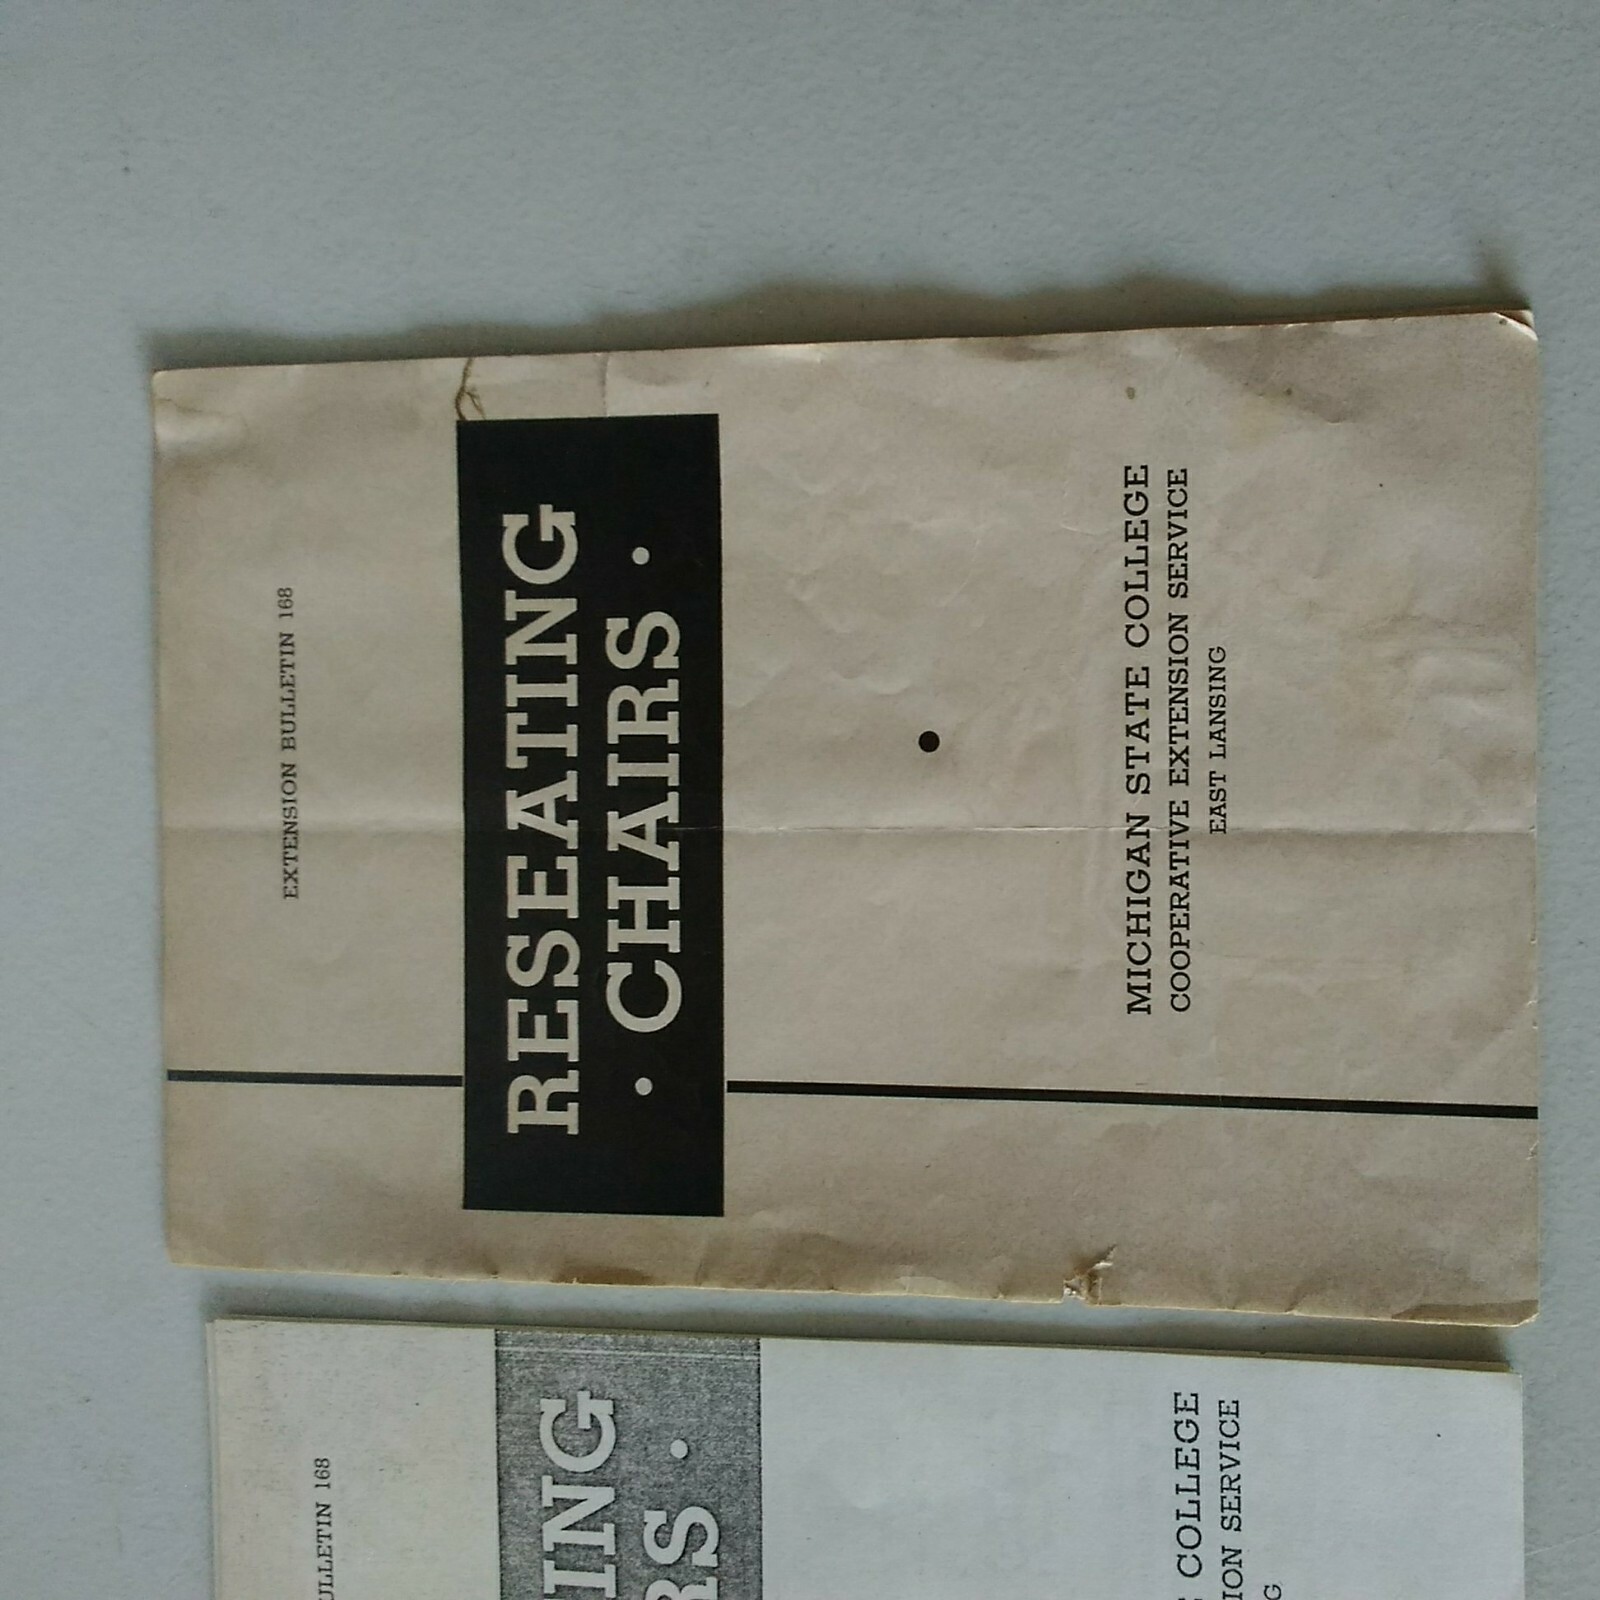 EXTENSION BULLETIN 168
RESEATING
• CHAIRS •
•
MICHIGAN STATE COLLEGE
COOPERATIVE EXTENSION SERVICE
EAST LANSING
ULLETIN 168
ING
RS •
COLLEGE
ION SERVICE
G